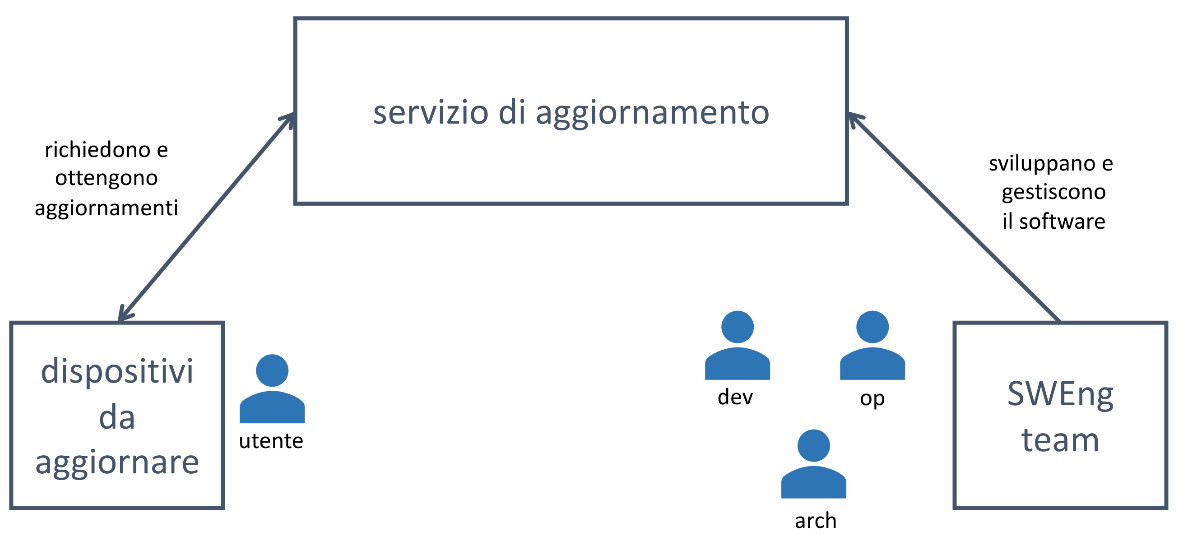 servizio di aggiornamento
richiedono e
ottengono
aggiornamenti
sviluppano e
gestiscono
il software
dispositivi
da
aggiornare
utente
dev
op
arch
SWEng
team